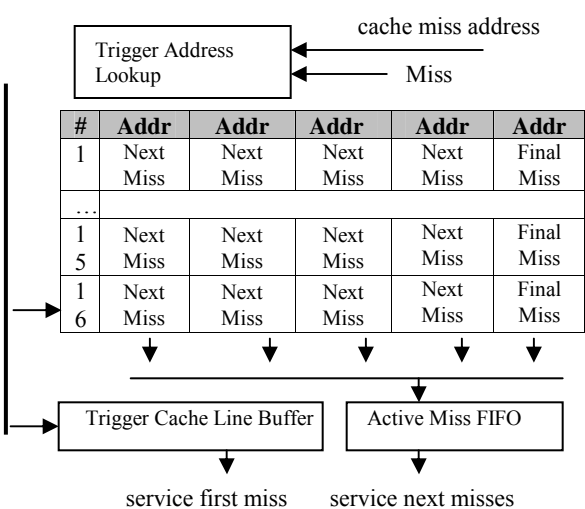 cache miss address
Trigger Address
Lookup
Miss
# Addr Addr Addr Addr Addr
1 Next Next Next Next Final
Miss Miss Miss Miss Miss
...
1 Next Next Next Next Final
5 Miss Miss Miss Miss Miss
1 Next Next Next Next Final
6 Miss Miss Miss Miss Miss
Trigger Cache Line Buffer Active Miss FIFO
service first miss service next misses